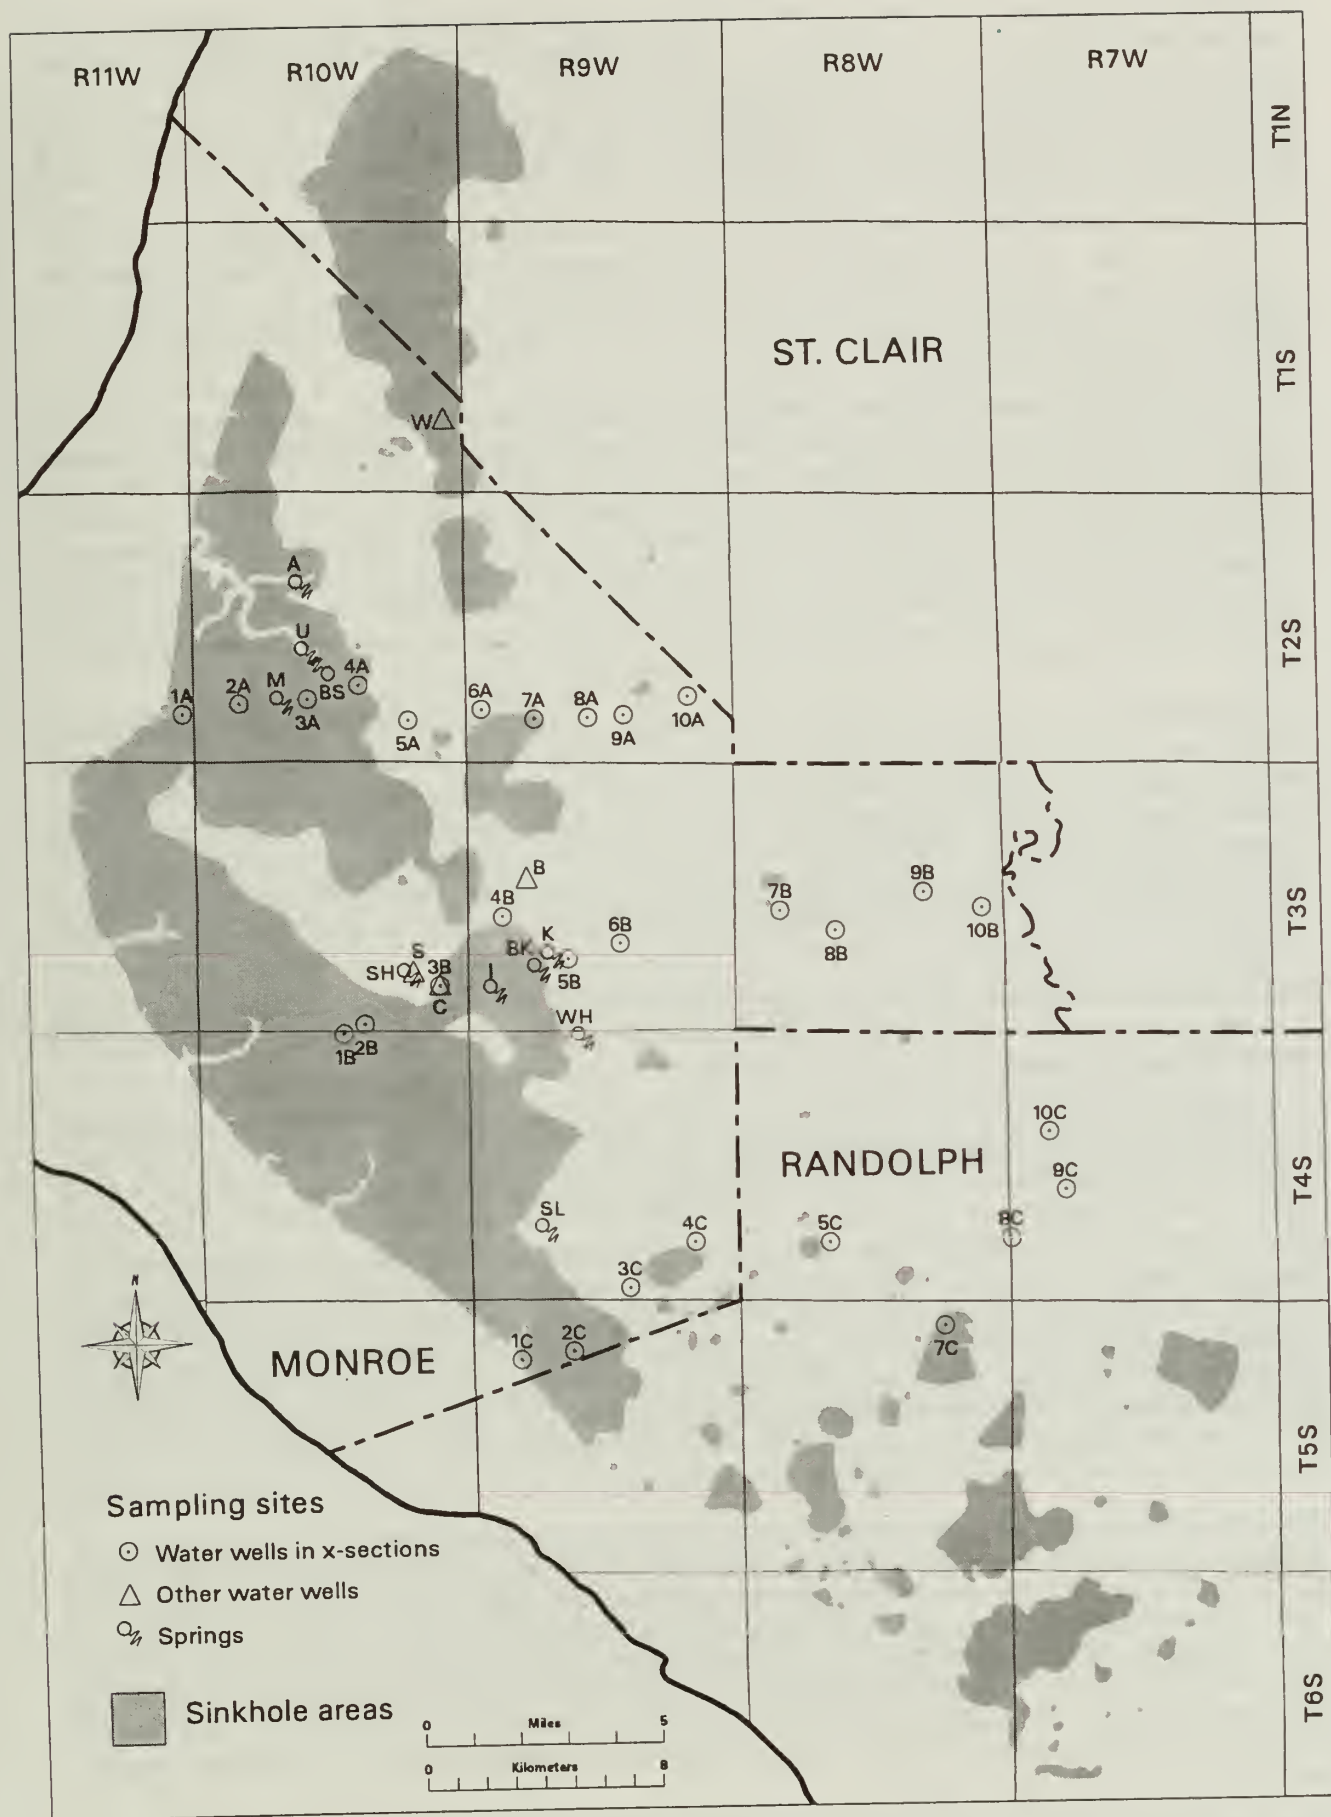 R11W R10W R9W R8W R7W
T1N
ST. CLAIR
T1S
W
A
U
T2S
M BS 4A
1A 2A 3A 6A 7A 8A 10A
5A 9A
B
4B 7B 9B
6B
8B 10B
T3S
S K
BK
SH 3B I 5B
C
WH
1B 2B
10C
RANDOLPH
9C
T4S
SL 4C 5C 8C
3C
1C 2C 7C
N
MONROE
T5S
Sampling sites
Water wells in x-sections
Other water wells
Springs
Sinkhole areas
0 Miles 5
0 Kilometers 8
T6S